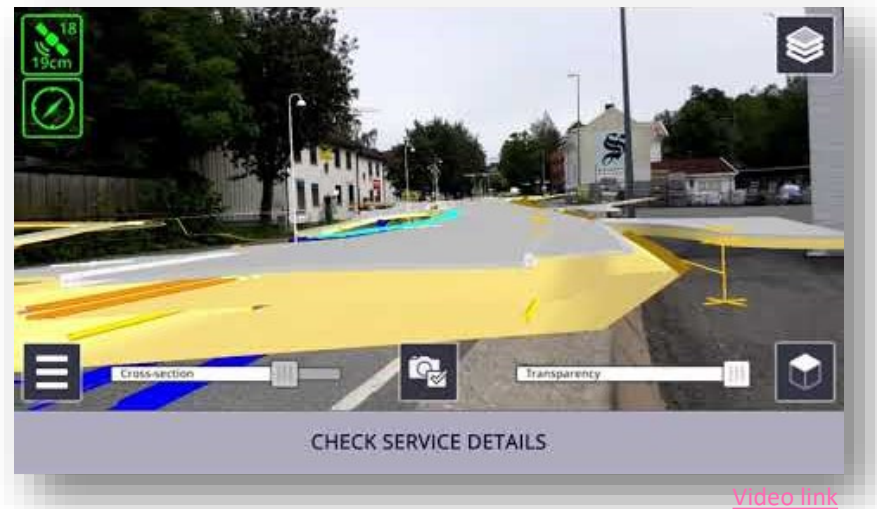 18
19cm
Cross-section
Transparency
CHECK SERVICE DETAILS
Video link